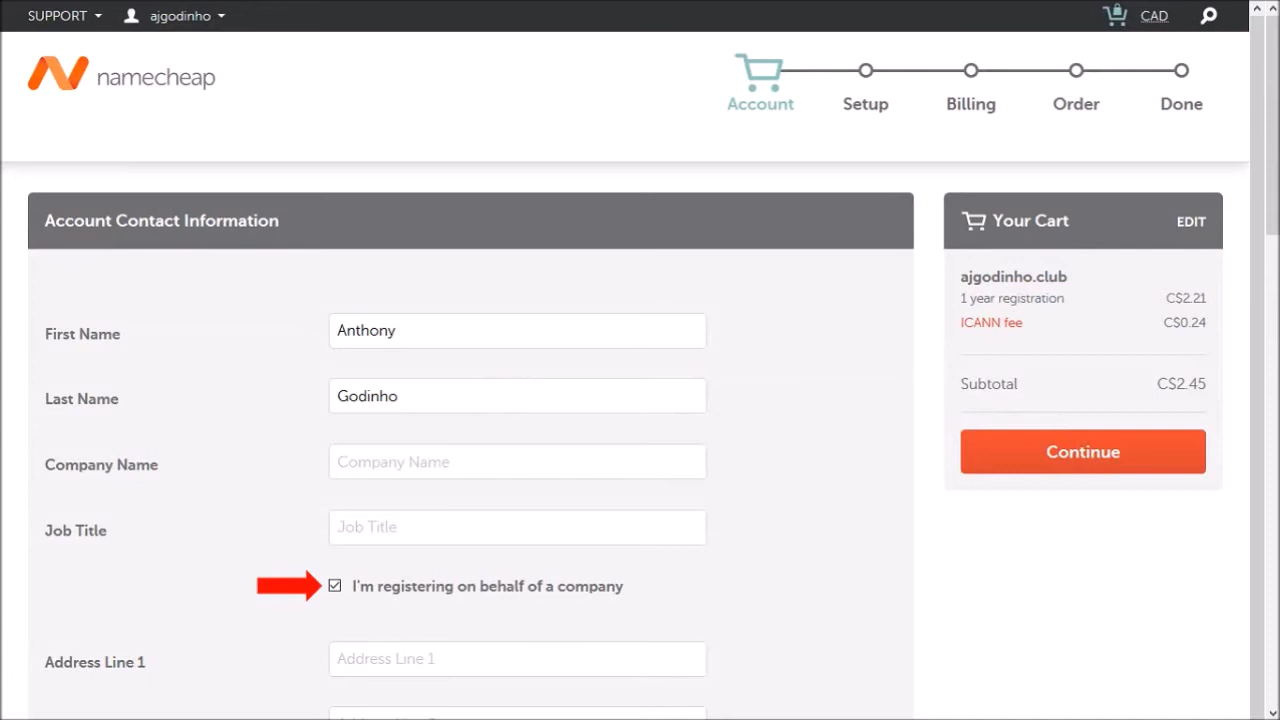 SUPPORT ajgodinho CAD
namecheap
Account Setup Billing Order Done
Account Contact Information
First Name Anthony
Last Name Godinho
Company Name Company Name
Job Title Job Title
I'm registering on behalf of a company
Address Line 1 Address Line 1
Your Cart EDIT
ajgodinho.club
1 year registration C$2.21
ICANN fee C$0.24
Subtotal C$2.45
Continue